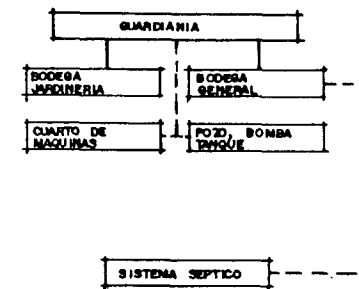 GUARDIANIA
BODEGA
JARDINERIA
BODEGA
GENERAL
CUARTO DE
MAQUINAS
POZO, BOMBA
TANQUE
SISTEMA SEPTICO